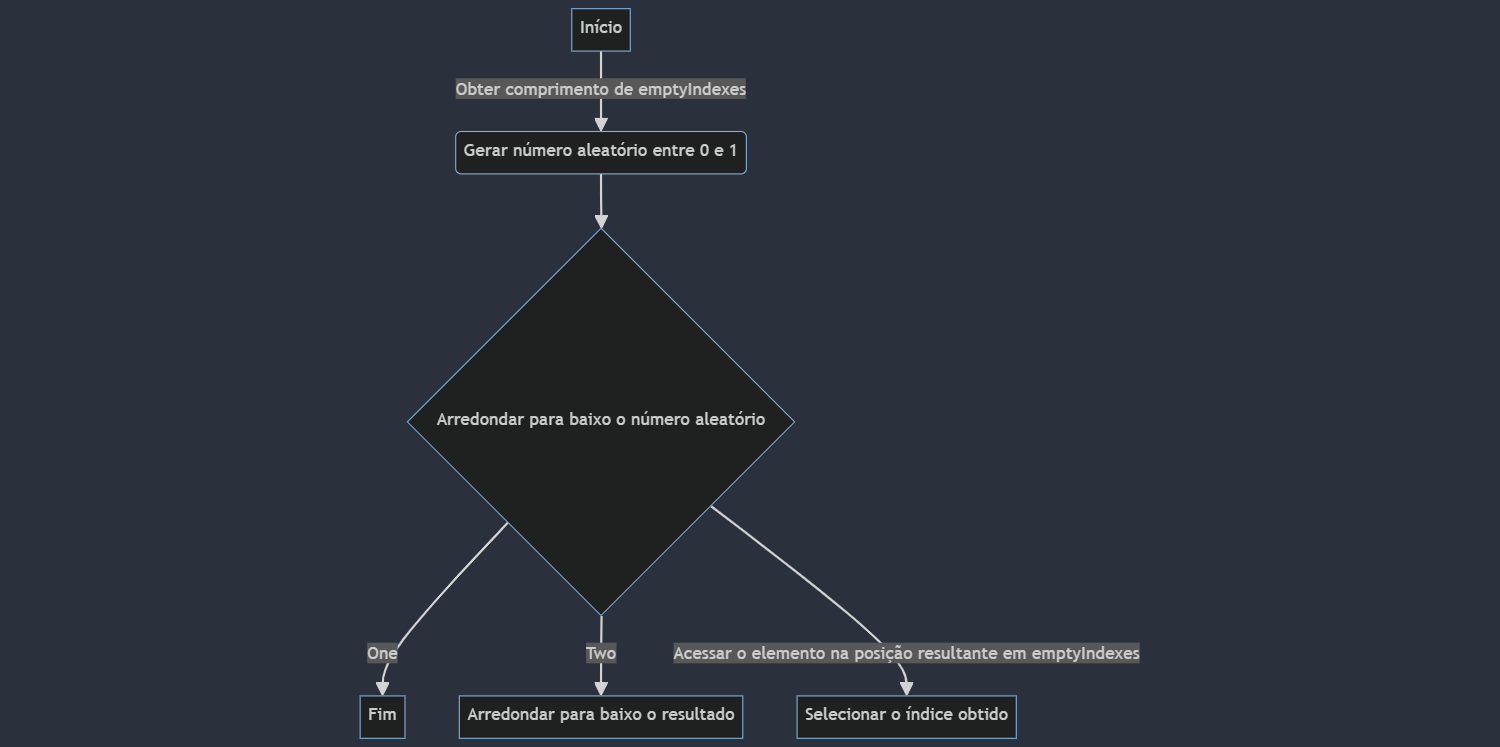 Início
Obter comprimento de emptyIndexes
Gerar número aleatório entre 0 e 1
Arredondar para baixo o número aleatório
One
Two
Acessar o elemento na posição resultante em emptyIndexes
Fim
Arredondar para baixo o resultado
Selecionar o índice obtido